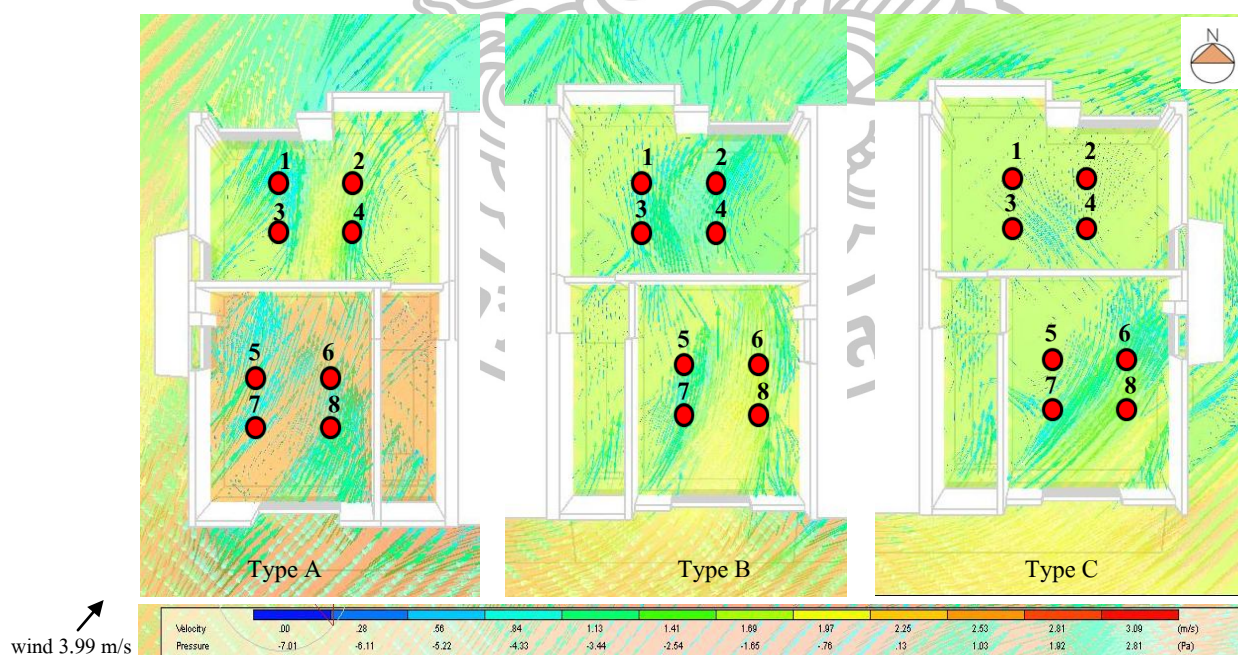 N
1 2
3 4
5 6
7 8
Type A
1 2
3 4
5 6
7 8
Type B
1 2
3 4
5 6
7 8
Type C
wind 3.99 m/s
Velocity .00 .28 .56 .84 1.13 1.41 1.69 1.97 2.25 2.53 2.81 3.09 (m/s)
Pressure -7.01 -6.11 -5.22 -4.33 -3.44 -2.54 -1.65 -.76 .13 1.03 1.92 2.81 (Pa)